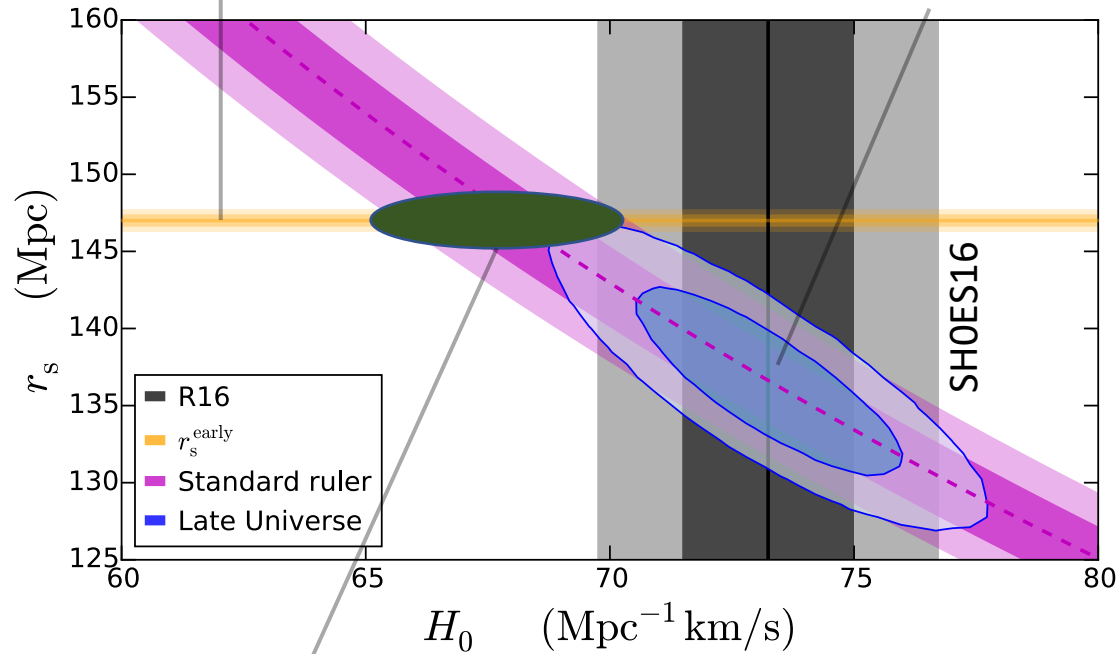 160
155
150
145
140
135
130
125
r_s (Mpc)
SH0ES16
R16
r_s^early
Standard ruler
Late Universe
60 65 70 75 80
H_0 (Mpc⁻¹ km/s)